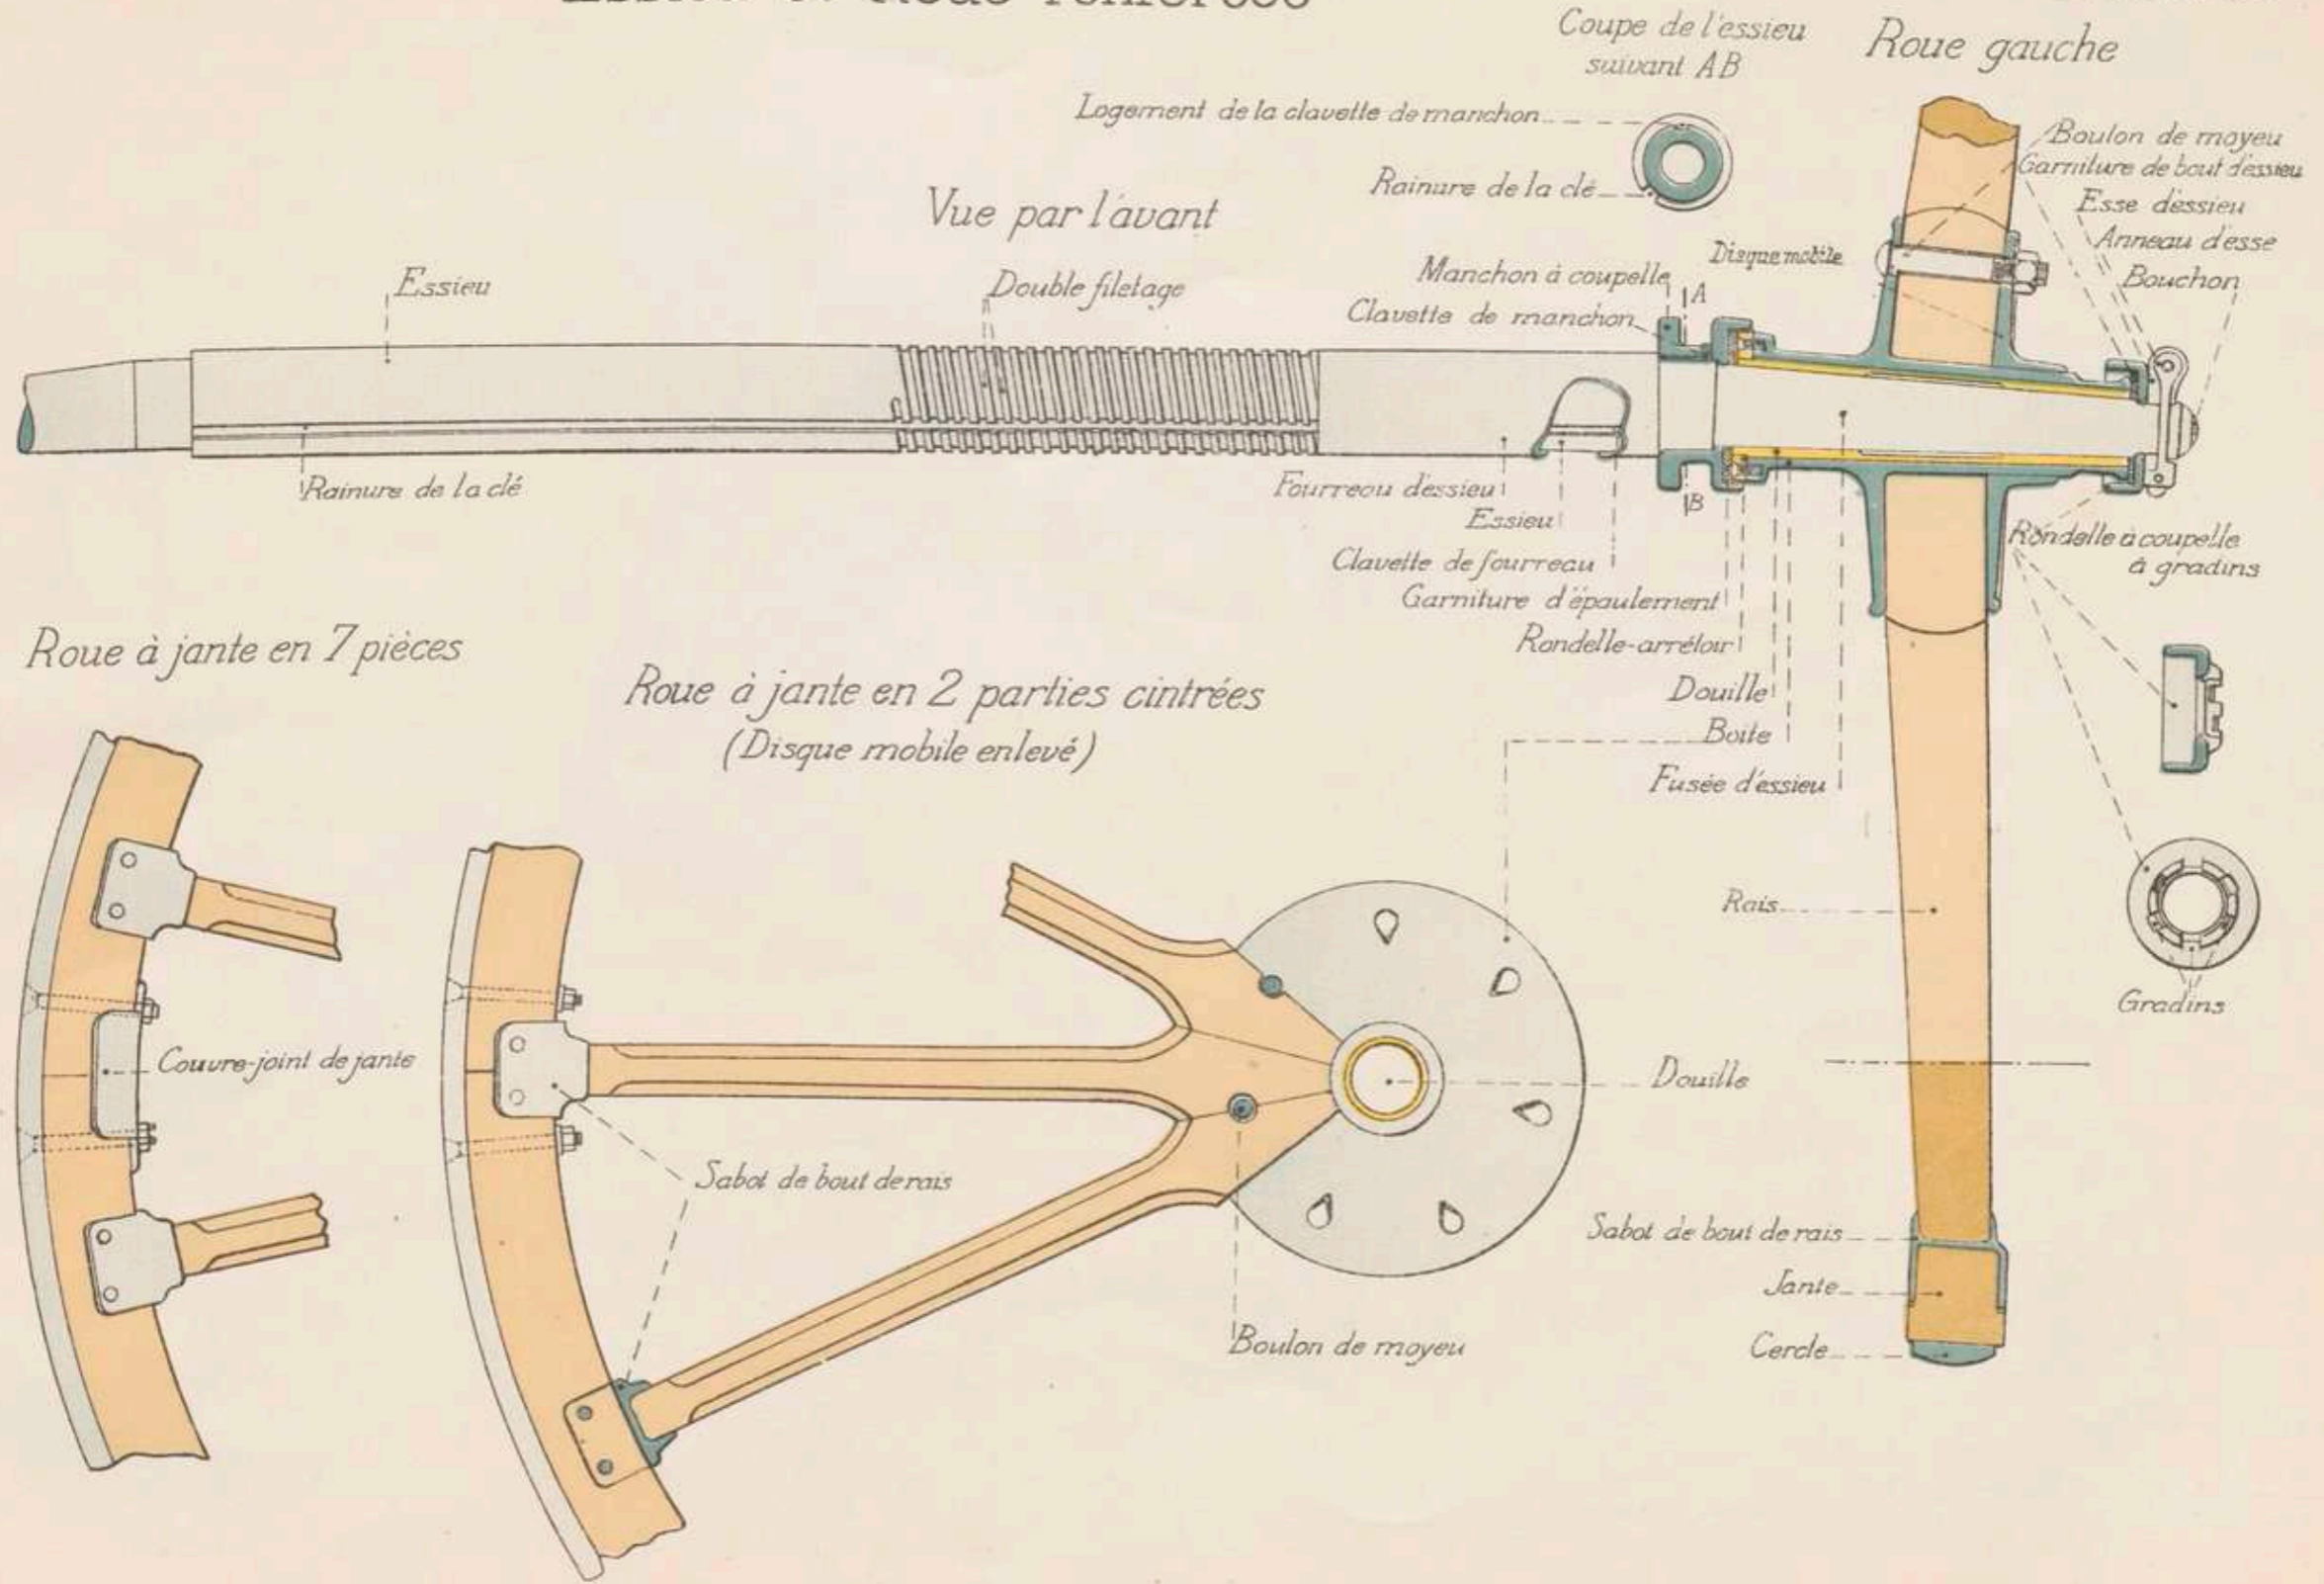 Coupe de l'essieu
suivant AB
Roue gauche
Logement de la clavette de manchon
Rainure de la clé
Boulon de moyeu
Garniture de bout d'essieu
Esse d'essieu
Anneau d'esse
Bouchon
Vue par l'avant
Essieu
Double filetage
Manchon à coupelle
Disque mobile
Clavette de manchon
A
Rainure de la clé
Fourreau d'essieu
B
Essieu
Clavette de fourreau
Garniture d'épaulement
Rondelle-arrêtoir
Douille
Boite
Fusée d'essieu
Rondelle à coupelle
à gradins
Roue à jante en 7 pièces
Roue à jante en 2 parties cintrées
(Disque mobile enlevé)
Rais
Gradins
Couvre-joint de jante
Douille
Sabot de bout de rais
Sabot de bout de rais
Jante
Boulon de moyeu
Cercle